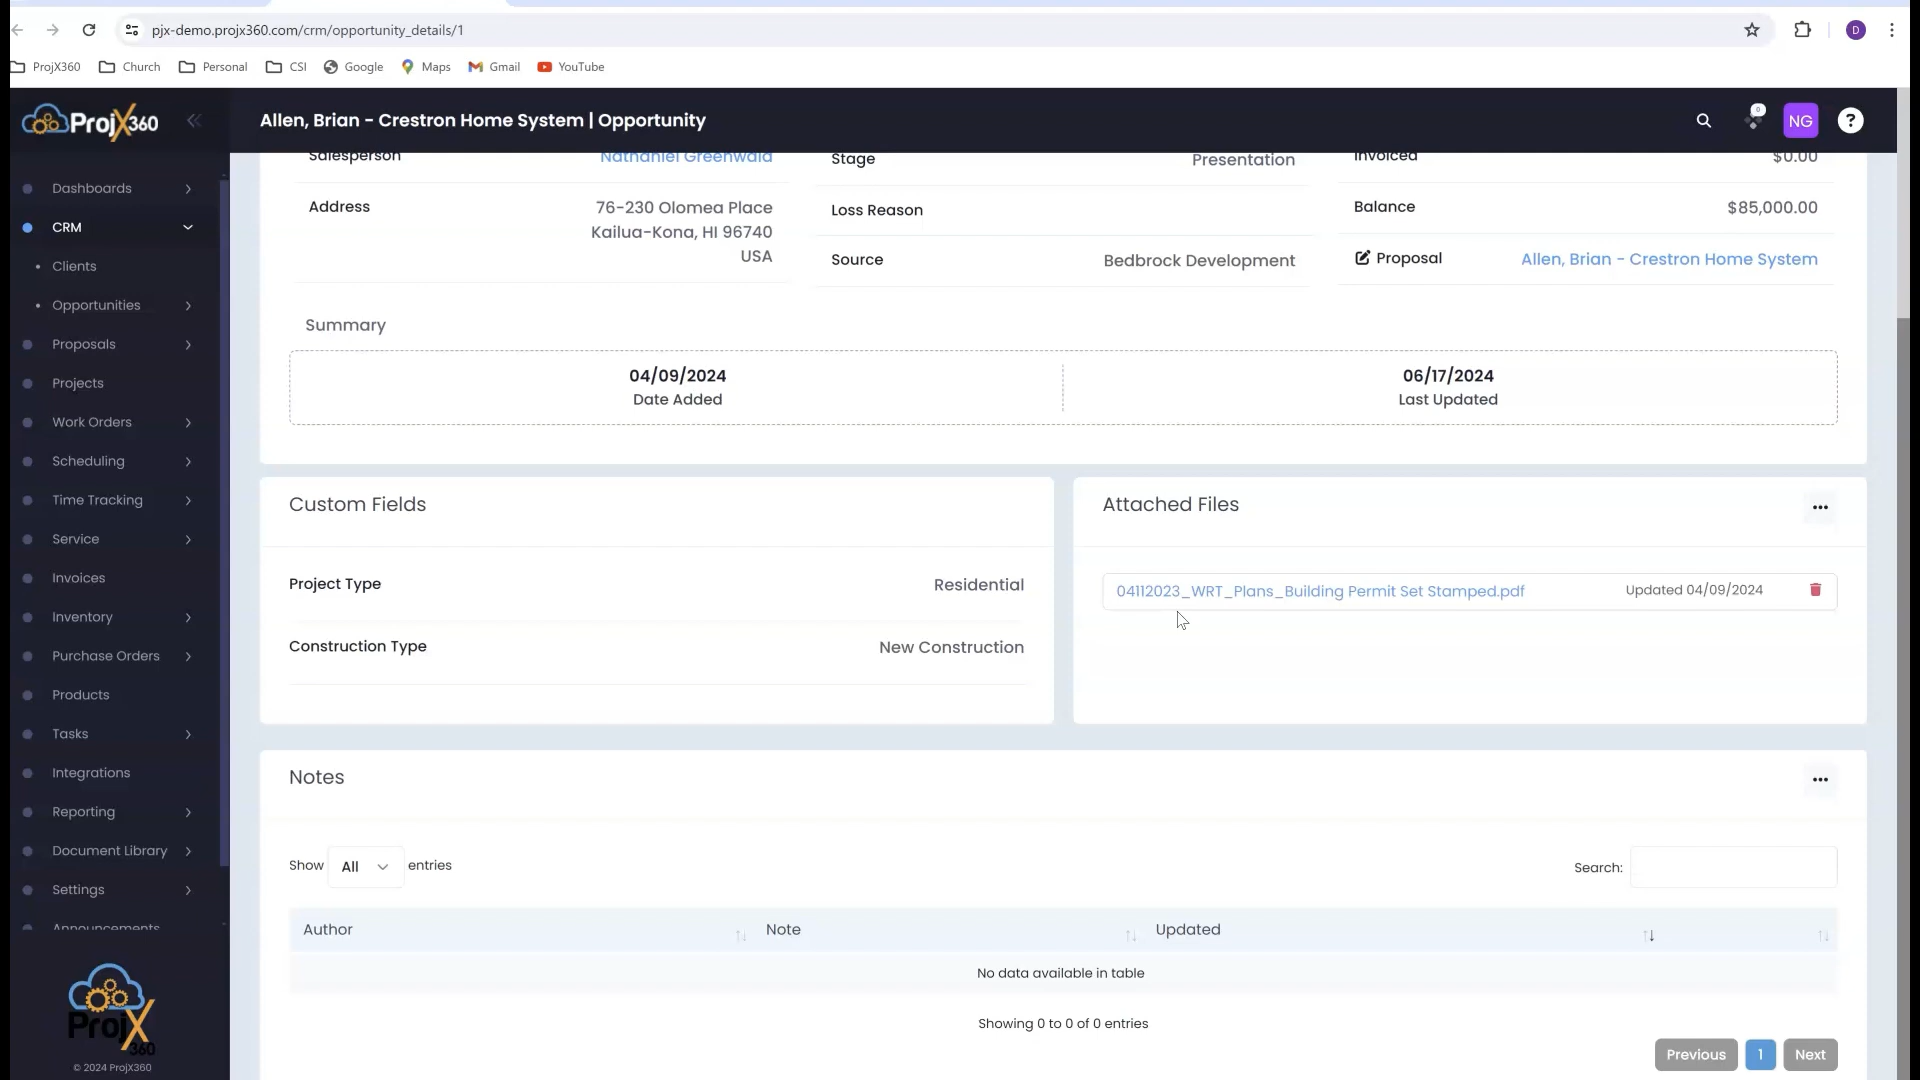 pjx-demo.projx360.com/crm/opportunity_details/1
D
ProjX360 Church Personal CSI Google Maps Gmail YouTube
ProjX360
Allen, Brian - Crestron Home System | Opportunity
0
NG
?
Dashboards
CRM
Clients
Opportunities
Proposals
Projects
Work Orders
Scheduling
Time Tracking
Service
Invoices
Inventory
Purchase Orders
Products
Tasks
Integrations
Reporting
Document Library
Settings
Announcements
ProjX
360
© 2024 ProjX360
Salesperson Nathaniel Greenwald
Address 76-230 Olomea Place
Kailua-Kona, HI 96740
USA
Stage Presentation
Loss Reason
Source Bedbrock Development
Invoiced $0.00
Balance $85,000.00
Proposal Allen, Brian - Crestron Home System
Summary
04/09/2024
Date Added
06/17/2024
Last Updated
Custom Fields
Project Type Residential
Construction Type New Construction
Attached Files
04112023_WRT_Plans_Building Permit Set Stamped.pdf Updated 04/09/2024
Notes
Show All entries
Search:
Author Note Updated
No data available in table
Showing 0 to 0 of 0 entries
Previous 1 Next